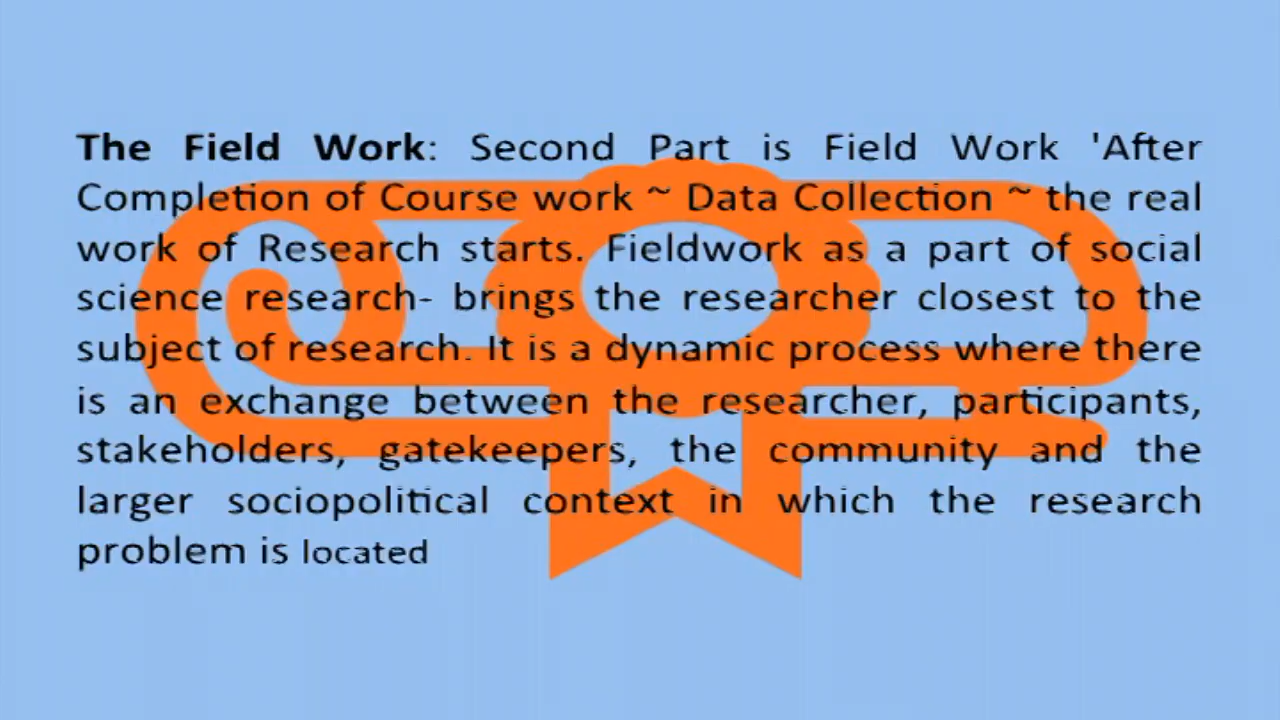 The Field Work: Second Part is Field Work 'After
Completion of Course work ~ Data Collection ~ the real
work of Research starts. Fieldwork as a part of social
science research- brings the researcher closest to the
subject of research. It is a dynamic process where there
is an exchange between the researcher, participants,
stakeholders, gatekeepers, the community and the
larger sociopolitical context in which the research
problem is located